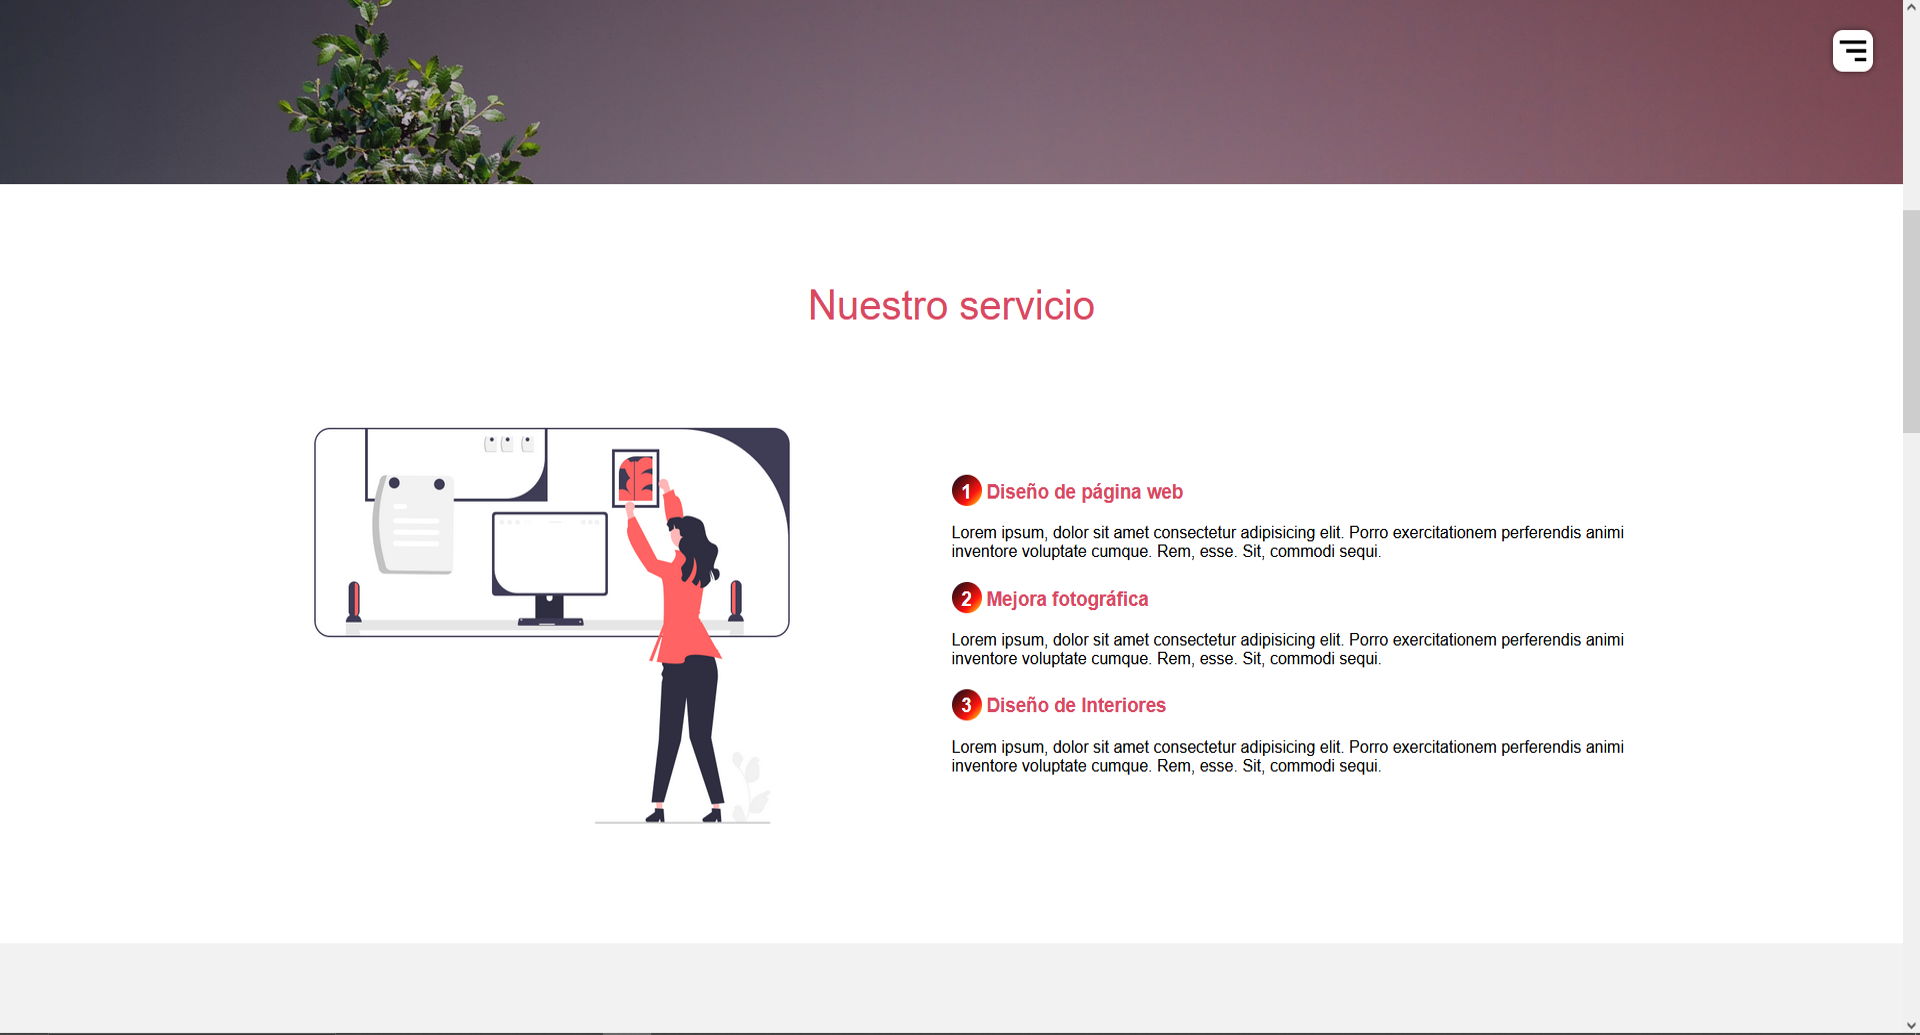 Nuestro servicio
1 Diseño de página web
Lorem ipsum, dolor sit amet consectetur adipisicing elit. Porro exercitationem perferendis animi
inventore voluptate cumque. Rem, esse. Sit, commodi sequi.
2 Mejora fotográfica
Lorem ipsum, dolor sit amet consectetur adipisicing elit. Porro exercitationem perferendis animi
inventore voluptate cumque. Rem, esse. Sit, commodi sequi.
3 Diseño de Interiores
Lorem ipsum, dolor sit amet consectetur adipisicing elit. Porro exercitationem perferendis animi
inventore voluptate cumque. Rem, esse. Sit, commodi sequi.